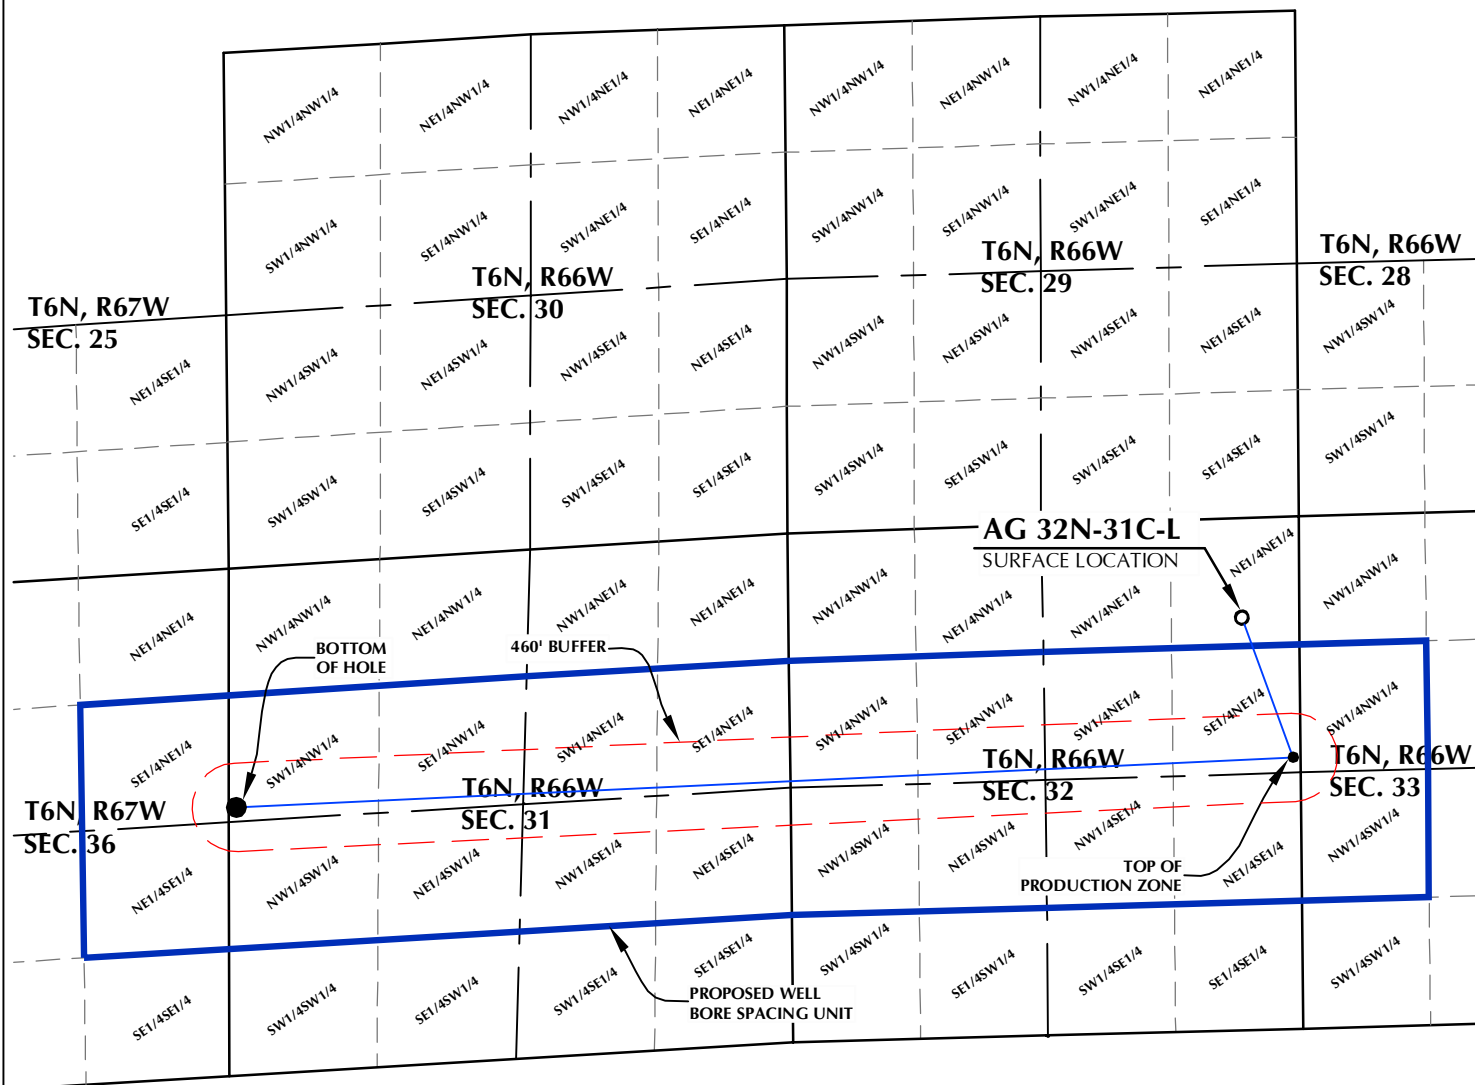 NW1/4NW1/4
NE1/4NW1/4
NW1/4NE1/4
NE1/4NE1/4
NW1/4NW1/4
NE1/4NW1/4
NW1/4NE1/4
NE1/4NE1/4
SW1/4NW1/4
SE1/4NW1/4
SW1/4NE1/4
SE1/4NE1/4
SW1/4NW1/4
SE1/4NW1/4
SW1/4NE1/4
SE1/4NE1/4
T6N, R67W
SEC. 25
T6N, R66W
SEC. 30
T6N, R66W
SEC. 29
T6N, R66W
SEC. 28
NE1/4SE1/4
NW1/4SW1/4
NE1/4SW1/4
NW1/4SE1/4
NE1/4SE1/4
NW1/4SW1/4
NE1/4SW1/4
NW1/4SE1/4
NE1/4SE1/4
NW1/4SW1/4
SE1/4SE1/4
SW1/4SW1/4
SE1/4SW1/4
SW1/4SE1/4
SE1/4SE1/4
SW1/4SW1/4
SE1/4SW1/4
SW1/4SE1/4
SE1/4SE1/4
SW1/4SW1/4
AG 32N-31C-L
SURFACE LOCATION
NE1/4NE1/4
NW1/4NW1/4
NE1/4NW1/4
NW1/4NE1/4
NE1/4NE1/4
NW1/4NW1/4
NE1/4NW1/4
NW1/4NE1/4
NE1/4NE1/4
NW1/4NW1/4
BOTTOM
OF HOLE
460' BUFFER
SE1/4NE1/4
SW1/4NW1/4
SE1/4NW1/4
SW1/4NE1/4
SE1/4NE1/4
SW1/4NW1/4
SE1/4NW1/4
SW1/4NE1/4
SE1/4NE1/4
SW1/4NW1/4
T6N, R67W
SEC. 36
T6N, R66W
SEC. 31
T6N, R66W
SEC. 32
T6N, R66W
SEC. 33
NE1/4SE1/4
NW1/4SW1/4
NE1/4SW1/4
NW1/4SE1/4
NE1/4SE1/4
NW1/4SW1/4
NE1/4SW1/4
NW1/4SE1/4
NE1/4SE1/4
NW1/4SW1/4
TOP OF
PRODUCTION ZONE
SE1/4SE1/4
SW1/4SW1/4
SE1/4SW1/4
SW1/4SE1/4
SE1/4SE1/4
SW1/4SW1/4
SE1/4SW1/4
SW1/4SE1/4
SE1/4SE1/4
SW1/4SW1/4
PROPOSED WELL
BORE SPACING UNIT